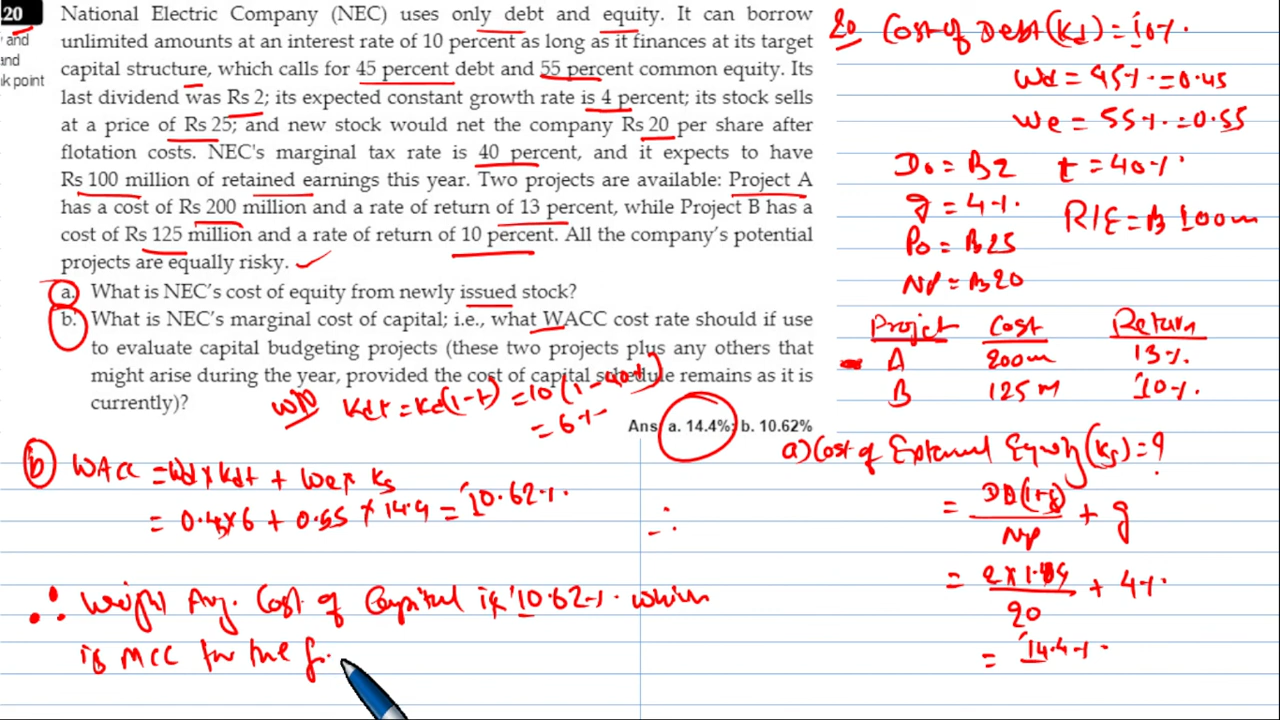 20
and
and
k point
National Electric Company (NEC) uses only debt and equity. It can borrow
unlimited amounts at an interest rate of 10 percent as long as it finances at its target
capital structure, which calls for 45 percent debt and 55 percent common equity. Its
last dividend was Rs 2; its expected constant growth rate is 4 percent; its stock sells
at a price of Rs 25; and new stock would net the company Rs 20 per share after
flotation costs. NEC's marginal tax rate is 40 percent, and it expects to have
Rs 100 million of retained earnings this year. Two projects are available: Project A
has a cost of Rs 200 million and a rate of return of 13 percent, while Project B has a
cost of Rs 125 million and a rate of return of 10 percent. All the company's potential
projects are equally risky.
a. What is NEC's cost of equity from newly issued stock?
b. What is NEC's marginal cost of capital; i.e., what WACC cost rate should if use
to evaluate capital budgeting projects (these two projects plus any others that
might arise during the year, provided the cost of capital schedule remains as it is
currently)?
Ans: a. 14.4%; b. 10.62%
Kdt = Kd(1-t) = 10(1-40%)
= 6%
b) WACC = Wd × Kdt + We × Ks
= 0.45×6 + 0.55 × 14.4 = 10.62%.
∴
∴ Weight Avg. Cost of Capital is 10.62%. which
is MCC for the f
20 Cost of Debt (Kd) = 10%.
Wd = 45%. = 0.45
We = 55%. = 0.55
D0 = Rs 2 t = 40%
g = 4%.
R/E = Rs 100m
P0 = Rs 25
NP = Rs 20
Project Cost Return
A 200m 13%
B 125M 10%.
a) Cost of External Equity (Ks) = ?
= D0(1+g) / NP + g
= 2×1.04 / 20 + 4%.
= 14.4%.